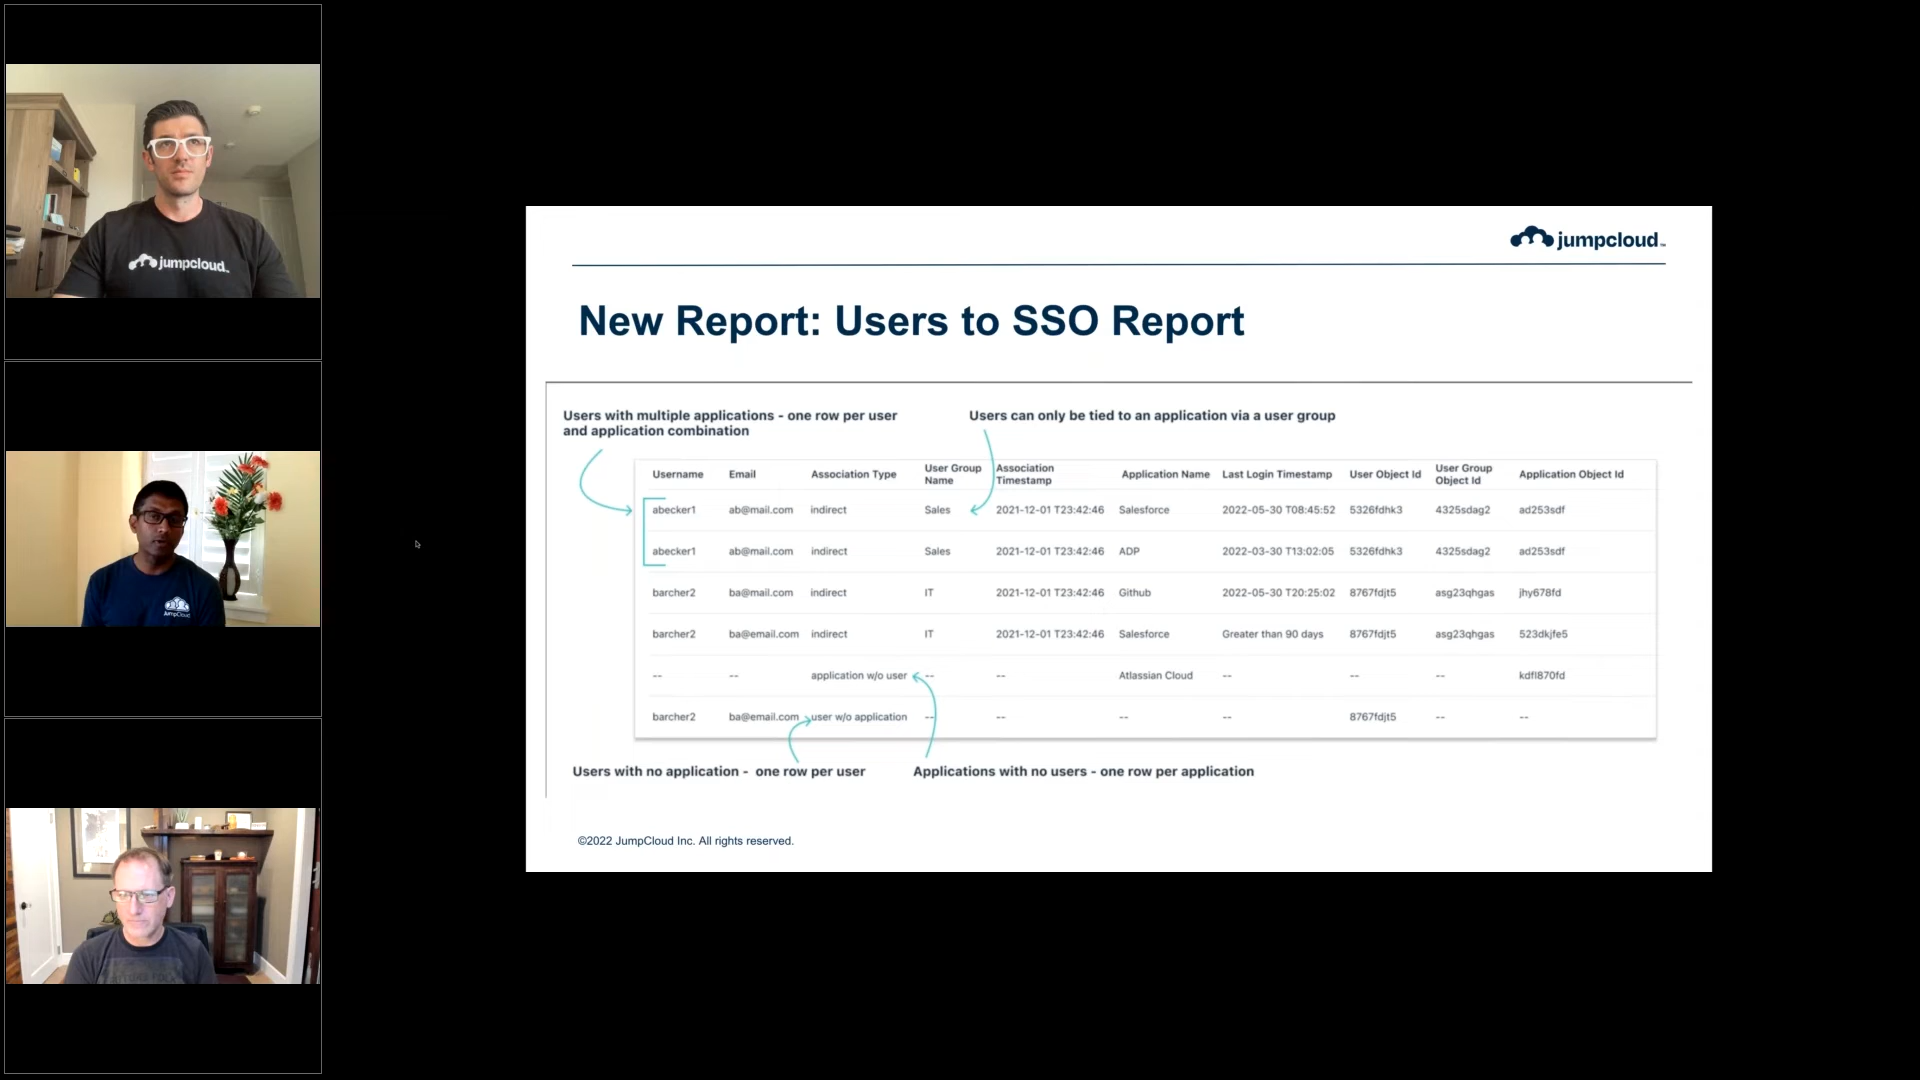 jumpcloud
JumpCloud
jumpcloud
New Report: Users to SSO Report
Users with multiple applications - one row per user
and application combination
Users can only be tied to an application via a user group
Username Email Association Type User Group Name Association Timestamp Application Name Last Login Timestamp User Object Id User Group Object Id Application Object Id
abecker1 ab@mail.com indirect Sales 2021-12-01 T23:42:46 Salesforce 2022-05-30 T08:45:52 5326fdhk3 4325sdag2 ad253sdf
abecker1 ab@mail.com indirect Sales 2021-12-01 T23:42:46 ADP 2022-03-30 T13:02:05 5326fdhk3 4325sdag2 ad253sdf
barcher2 ba@mail.com indirect IT 2021-12-01 T23:42:46 Github 2022-05-30 T20:25:02 8767fdjt5 asg23qhgas jhy678fd
barcher2 ba@email.com indirect IT 2021-12-01 T23:42:46 Salesforce Greater than 90 days 8767fdjt5 asg23qhgas 523dkjfe5
-- -- application w/o user -- -- Atlassian Cloud -- -- -- kdfl870fd
barcher2 ba@email.com user w/o application -- -- -- -- 8767fdjt5 -- --
Users with no application - one row per user
Applications with no users - one row per application
©2022 JumpCloud Inc. All rights reserved.